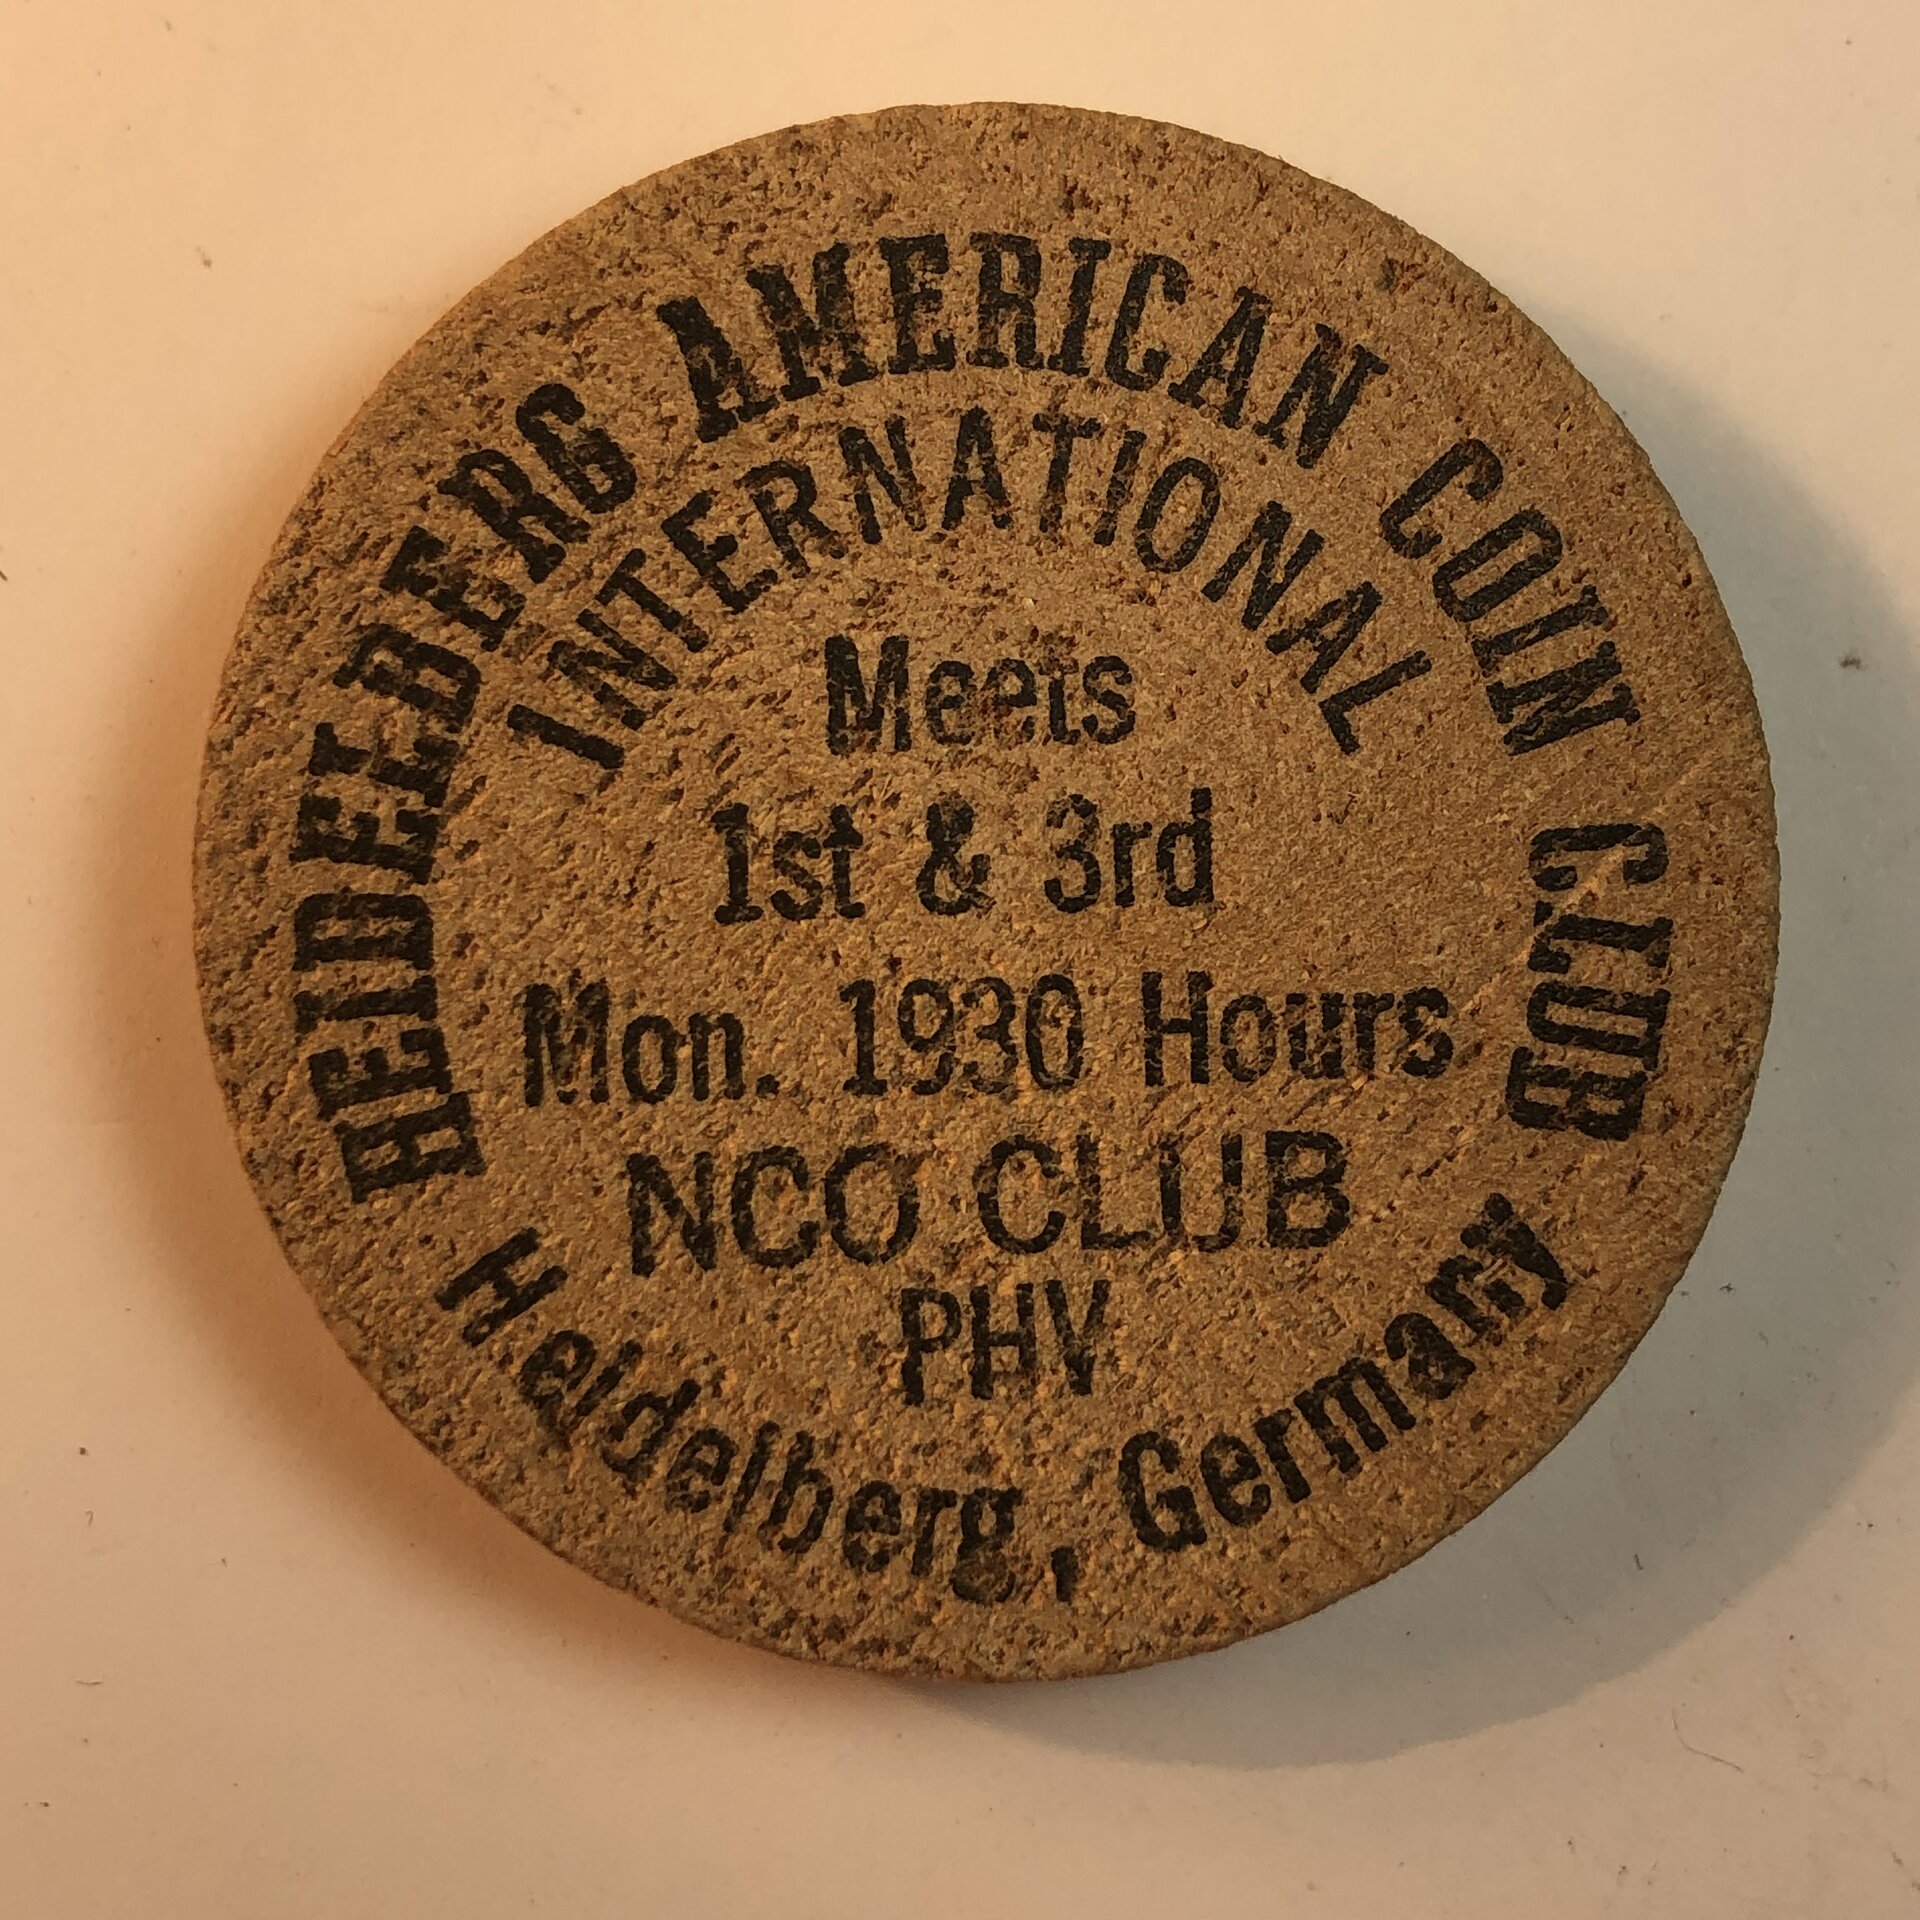 HEIDELBERG AMERICAN COIN CLUB
INTERNATIONAL
Meets
1st & 3rd
Mon. 1930 Hours
NCO CLUB
PHV
Heidelberg, Germany